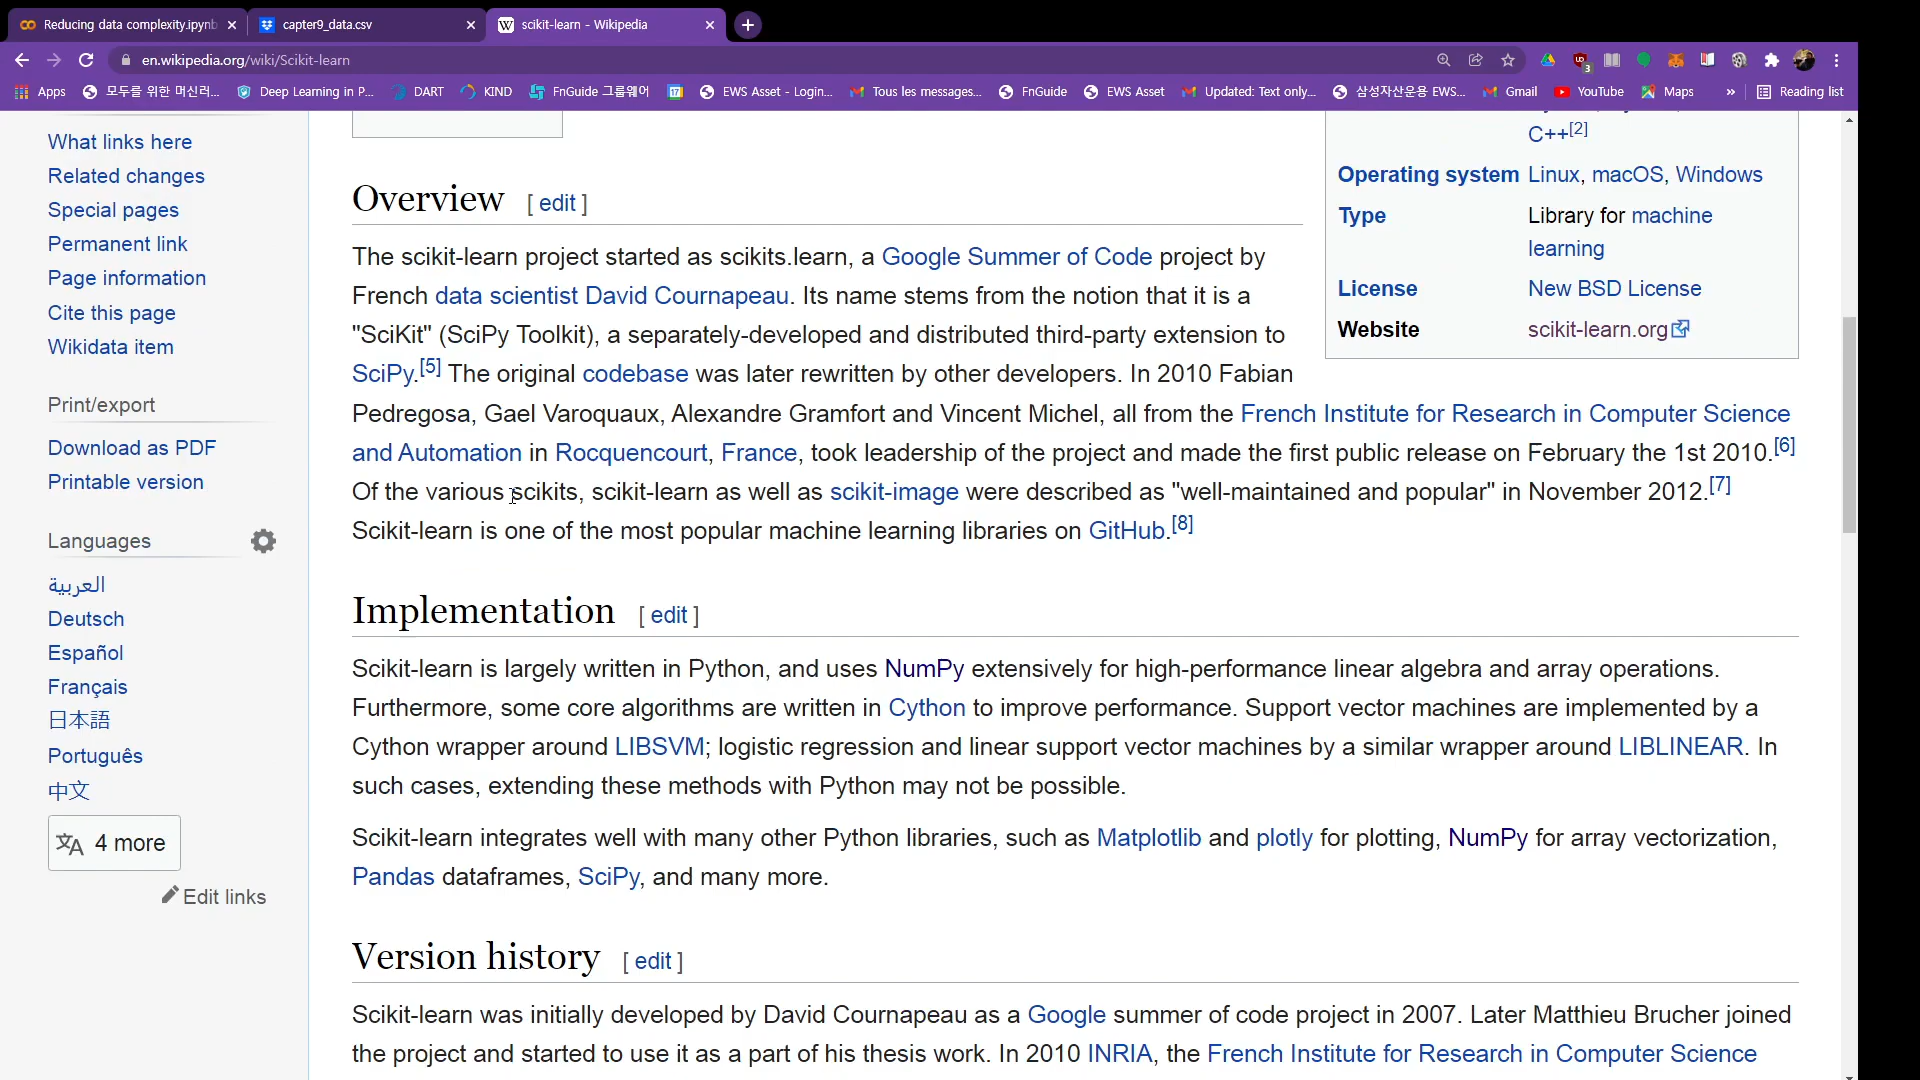 Reducing data complexity.ipynb
capter9_data.csv
scikit-learn - Wikipedia
en.wikipedia.org/wiki/Scikit-learn
3
Apps
모두를 위한 머신러...
Deep Learning in P...
DART
KIND
FnGuide 그룹웨어
17
EWS Asset - Login...
Tous les messages...
FnGuide
EWS Asset
Updated: Text only...
삼성자산운용 EWS...
Gmail
YouTube
Maps
»
Reading list
What links here
Related changes
Special pages
Permanent link
Page information
Cite this page
Wikidata item
Print/export
Download as PDF
Printable version
Languages
العربية
Deutsch
Español
Français
日本語
Português
中文
4 more
Edit links
C++[2]
Operating system Linux, macOS, Windows
Type Library for machine
learning
License New BSD License
Website scikit-learn.org
Overview [ edit ]
The scikit-learn project started as scikits.learn, a Google Summer of Code project by
French data scientist David Cournapeau. Its name stems from the notion that it is a
"SciKit" (SciPy Toolkit), a separately-developed and distributed third-party extension to
SciPy.[5] The original codebase was later rewritten by other developers. In 2010 Fabian
Pedregosa, Gael Varoquaux, Alexandre Gramfort and Vincent Michel, all from the French Institute for Research in Computer Science
and Automation in Rocquencourt, France, took leadership of the project and made the first public release on February the 1st 2010.[6]
Of the various scikits, scikit-learn as well as scikit-image were described as "well-maintained and popular" in November 2012.[7]
Scikit-learn is one of the most popular machine learning libraries on GitHub.[8]
Implementation [ edit ]
Scikit-learn is largely written in Python, and uses NumPy extensively for high-performance linear algebra and array operations.
Furthermore, some core algorithms are written in Cython to improve performance. Support vector machines are implemented by a
Cython wrapper around LIBSVM; logistic regression and linear support vector machines by a similar wrapper around LIBLINEAR. In
such cases, extending these methods with Python may not be possible.
Scikit-learn integrates well with many other Python libraries, such as Matplotlib and plotly for plotting, NumPy for array vectorization,
Pandas dataframes, SciPy, and many more.
Version history [ edit ]
Scikit-learn was initially developed by David Cournapeau as a Google summer of code project in 2007. Later Matthieu Brucher joined
the project and started to use it as a part of his thesis work. In 2010 INRIA, the French Institute for Research in Computer Science